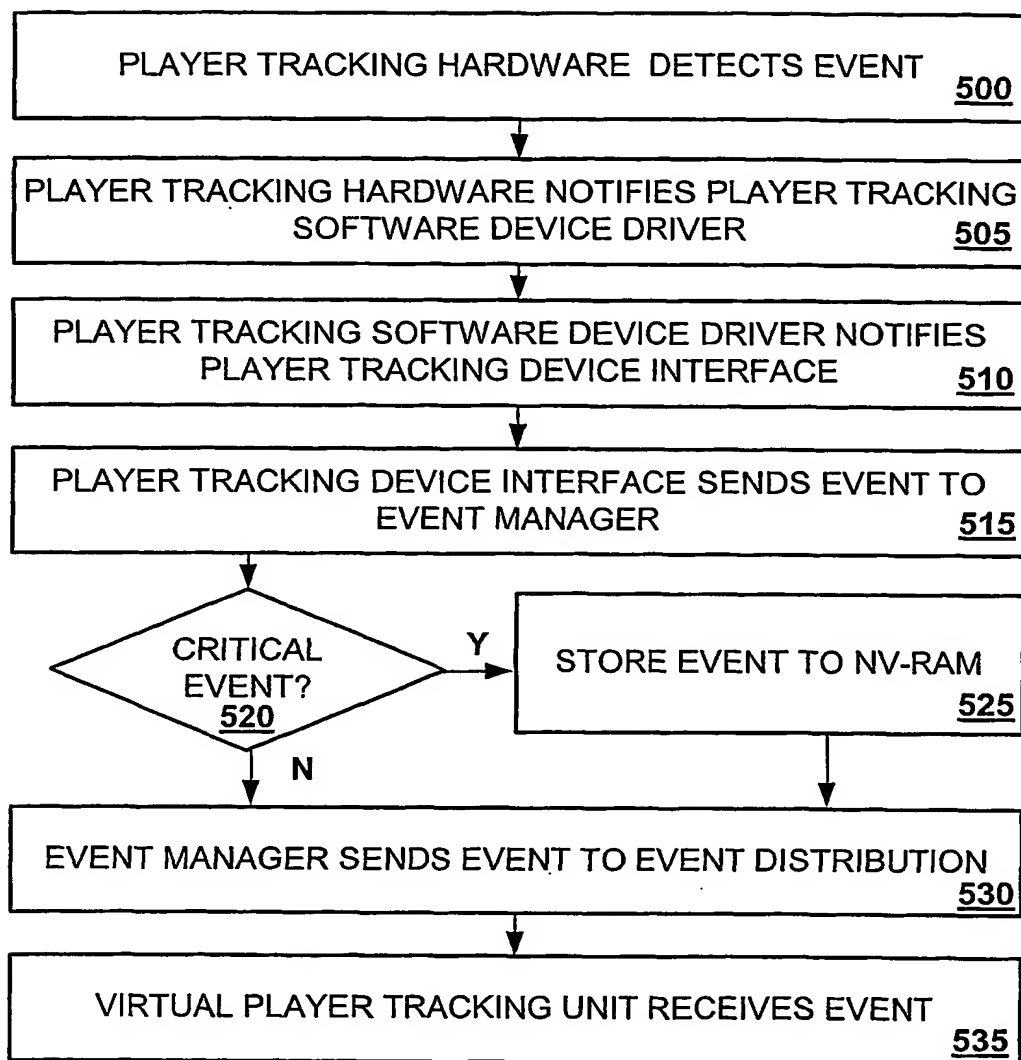 PLAYER TRACKING HARDWARE DETECTS EVENT
500
PLAYER TRACKING HARDWARE NOTIFIES PLAYER TRACKING
SOFTWARE DEVICE DRIVER
505
PLAYER TRACKING SOFTWARE DEVICE DRIVER NOTIFIES
PLAYER TRACKING DEVICE INTERFACE
510
PLAYER TRACKING DEVICE INTERFACE SENDS EVENT TO
EVENT MANAGER
515
CRITICAL
EVENT?
520
Y
STORE EVENT TO NV-RAM
525
N
EVENT MANAGER SENDS EVENT TO EVENT DISTRIBUTION
530
VIRTUAL PLAYER TRACKING UNIT RECEIVES EVENT
535